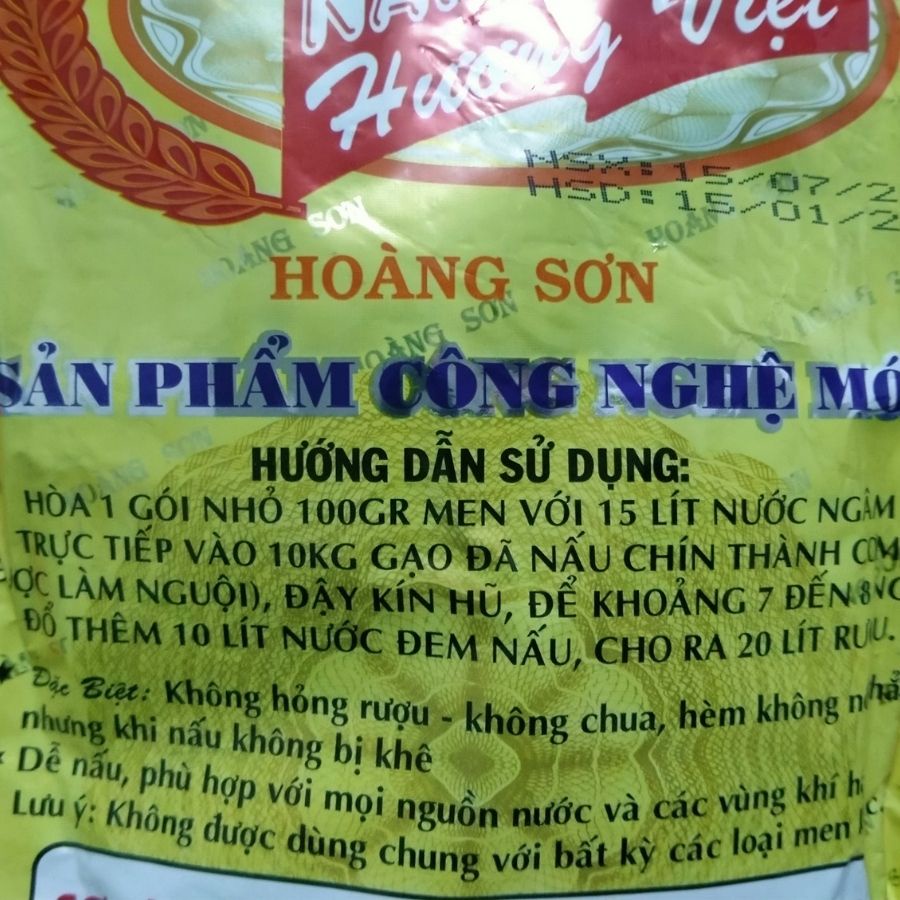 Hương Việt
NSX: 15/07/2
HSD: 15/01/2
HOÀNG SƠN
SẢN PHẨM CÔNG NGHỆ MỚ
HƯỚNG DẪN SỬ DỤNG:
HÒA 1 GÓI NHỎ 100GR MEN VỚI 15 LÍT NƯỚC NGÂM
TRỰC TIẾP VÀO 10KG GẠO ĐÃ NẤU CHÍN THÀNH CƠM
ỢC LÀM NGUỘI), ĐẬY KÍN HŨ, ĐỂ KHOẢNG 7 ĐẾN 8
ĐỔ THÊM 10 LÍT NƯỚC ĐEM NẤU, CHO RA 20 LÍT RƯỢU.
* Đặc Biệt: Không hỏng rượu - không chua, hèm không
nhưng khi nấu không bị khê
* Dễ nấu, phù hợp với mọi nguồn nước và các vùng khí
Lưu ý: Không được dùng chung với bất kỳ các loại men